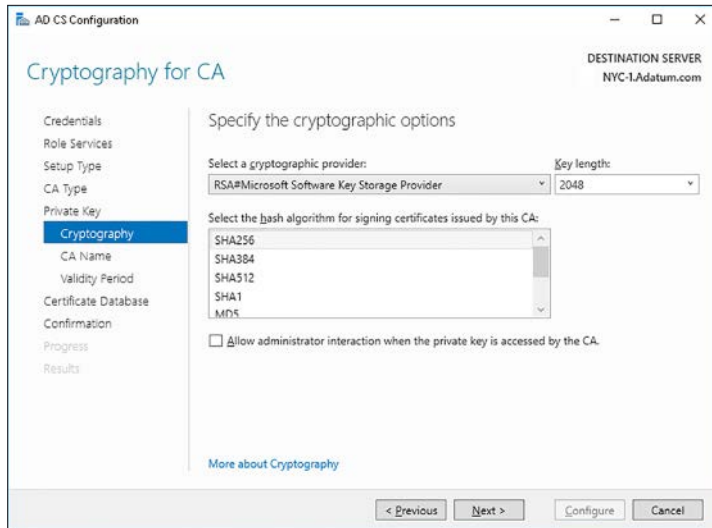 AD CS Configuration
Cryptography for CA
DESTINATION SERVER
NYC-1.Adatum.com
Credentials
Role Services
Setup Type
CA Type
Private Key
Cryptography
CA Name
Validity Period
Certificate Database
Confirmation
Progress
Results
Specify the cryptographic options
Select a cryptographic provider:
Key length:
RSA#Microsoft Software Key Storage Provider
2048
Select the hash algorithm for signing certificates issued by this CA:
SHA256
SHA384
SHA512
SHA1
MD5
Allow administrator interaction when the private key is accessed by the CA.
More about Cryptography
< Previous
Next >
Configure
Cancel